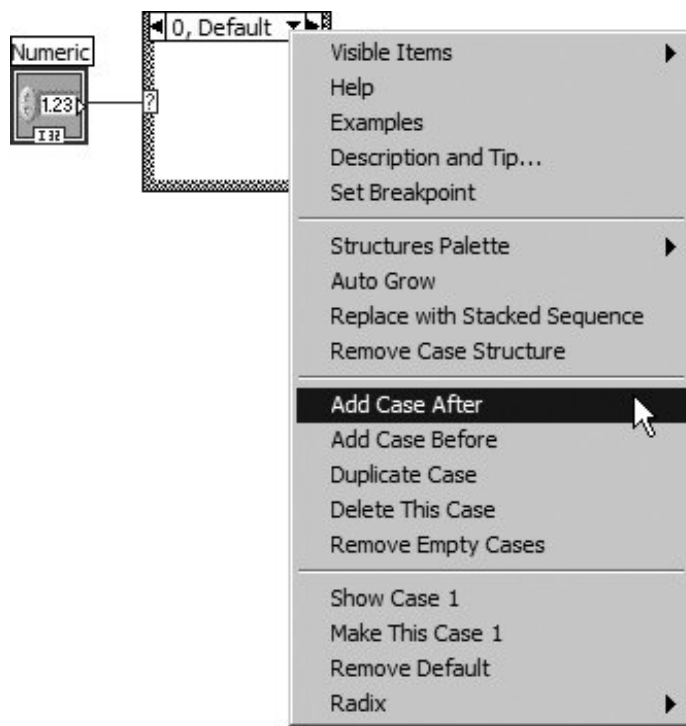 0, Default
Numeric
1.23
I32
?
Visible Items
Help
Examples
Description and Tip...
Set Breakpoint
Structures Palette
Auto Grow
Replace with Stacked Sequence
Remove Case Structure
Add Case After
Add Case Before
Duplicate Case
Delete This Case
Remove Empty Cases
Show Case 1
Make This Case 1
Remove Default
Radix